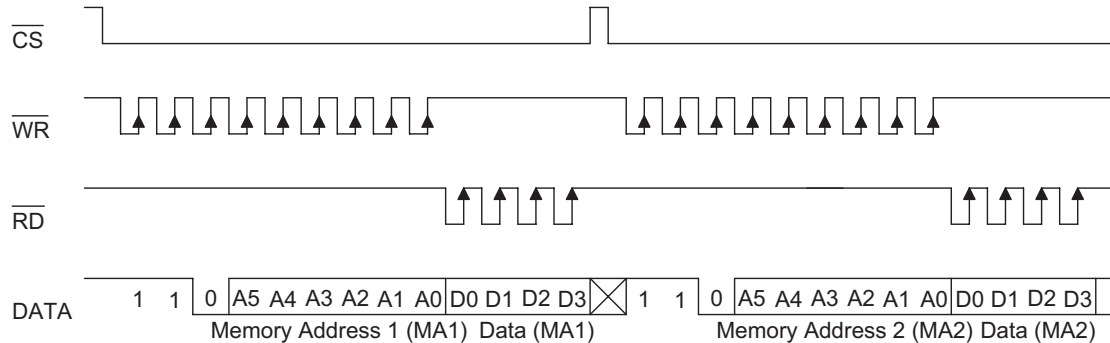 CS
WR
RD
DATA 1 1 0 A5 A4 A3 A2 A1 A0 D0 D1 D2 D3 1 1 0 A5 A4 A3 A2 A1 A0 D0 D1 D2 D3
Memory Address 1 (MA1) Data (MA1) Memory Address 2 (MA2) Data (MA2)